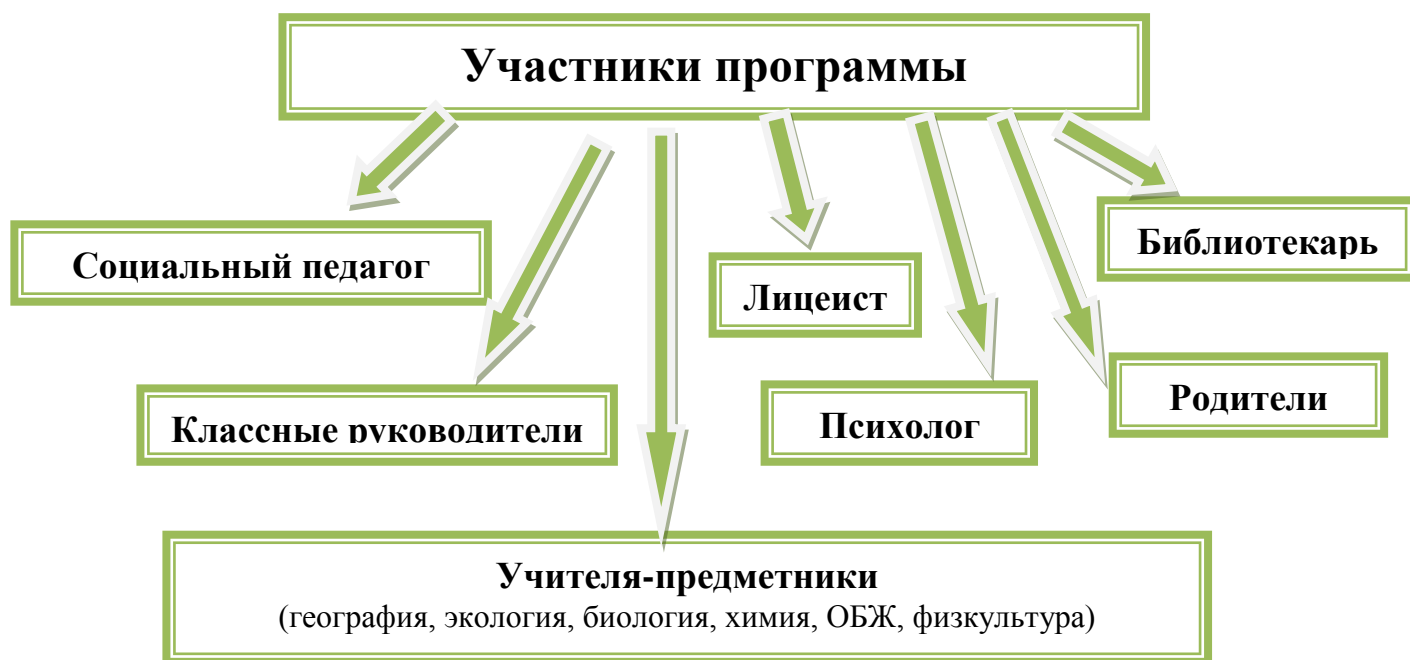 Участники программы
Социальный педагог
Библиотекарь
Лицеист
Классные руководители
Психолог
Родители
Учителя-предметники
(география, экология, биология, химия, ОБЖ, физкультура)